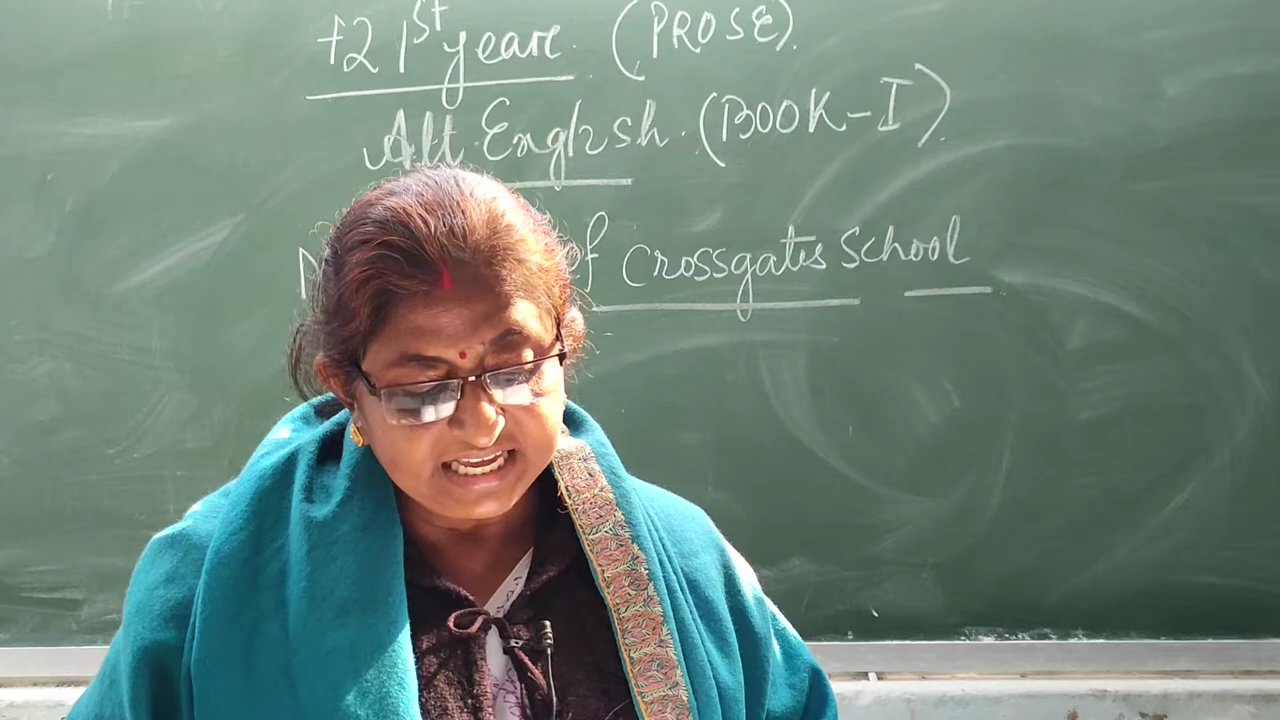 +2 1st year. (PROSE).
Alt. English. (BOOK-I).
of Crossgates School